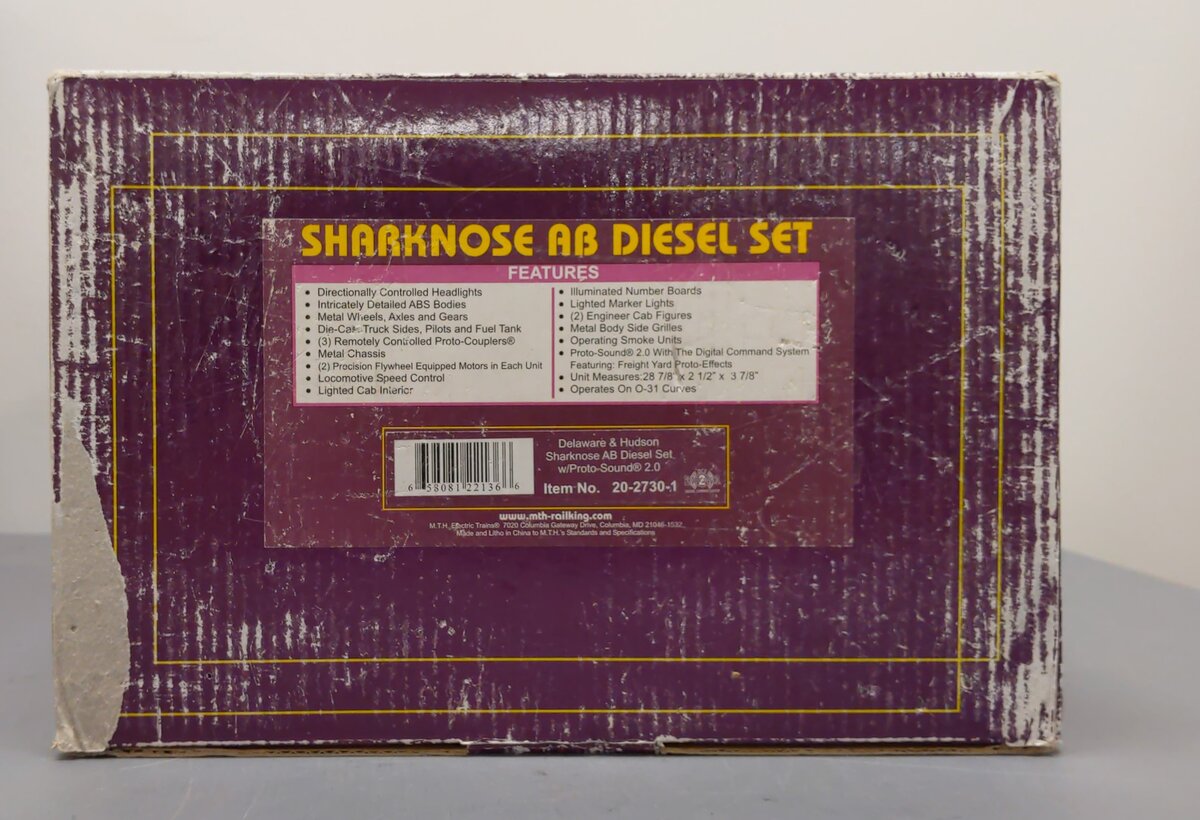 SHARKNOSE AB DIESEL SET
FEATURES
• Directionally Controlled Headlights
• Intricately Detailed ABS Bodies
• Metal Wheels, Axles and Gears
• Die-Cast Truck Sides, Pilots and Fuel Tank
• (3) Remotely Controlled Proto-Couplers®
• Metal Chassis
• (2) Precision Flywheel Equipped Motors in Each Unit
• Locomotive Speed Control
• Lighted Cab Interior
• Illuminated Number Boards
• Lighted Marker Lights
• (2) Engineer Cab Figures
• Metal Body Side Grilles
• Operating Smoke Units
• Proto-Sound® 2.0 With The Digital Command System
Featuring: Freight Yard Proto-Effects
• Unit Measures:28 7/8" x 2 1/2" x 3 7/8"
• Operates On O-31 Curves
6 58081 22136 6
Delaware & Hudson
Sharknose AB Diesel Set
w/Proto-Sound® 2.0
Item No. 20-2730-1
www.mth-railking.com
M.T.H. Electric Trains® 7020 Columbia Gateway Drive, Columbia, MD 21046-1532
Made and Litho in China to M.T.H.'s Standards and Specifications